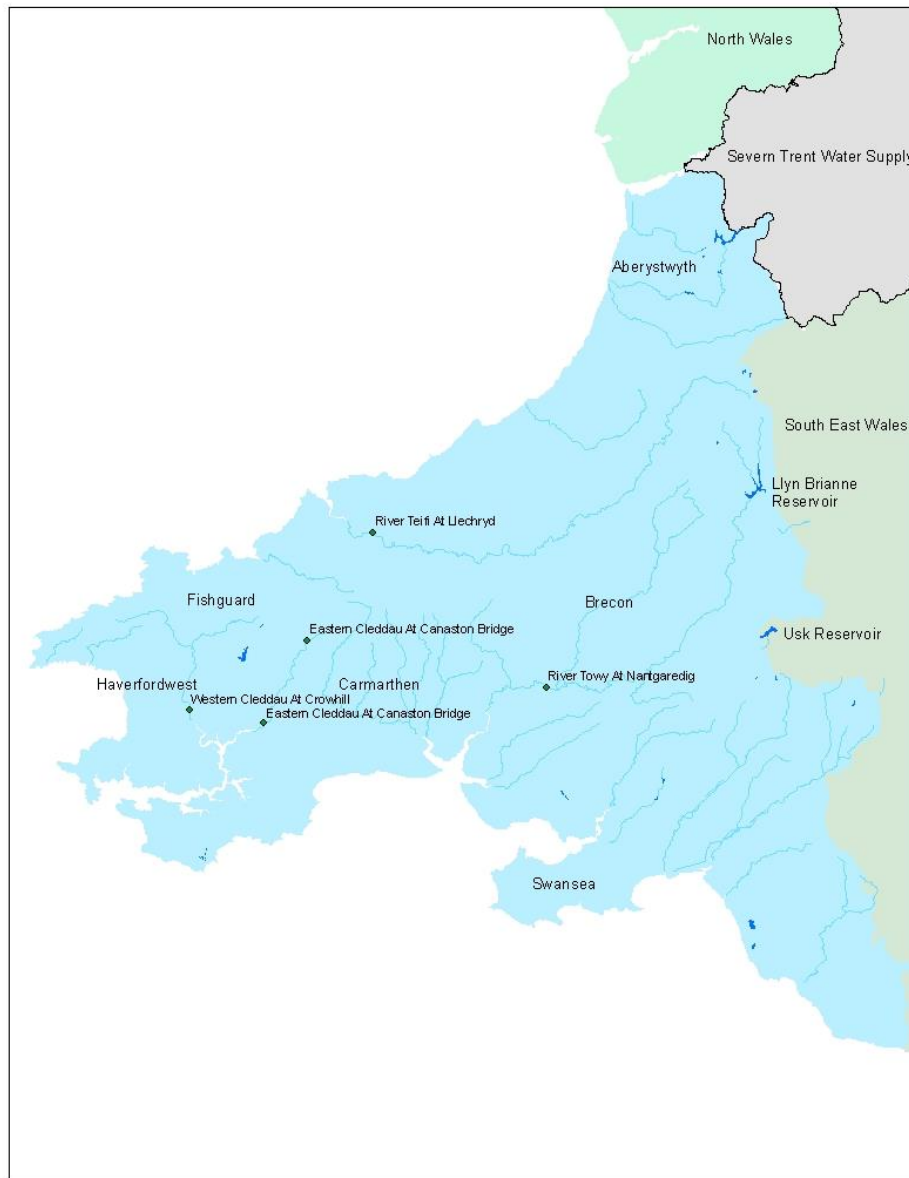 North Wales
Severn Trent Water Supply
Aberystwyth
South East Wales
Llyn Brianne
Reservoir
River Teifi At Llechryd
Fishguard
Brecon
Eastern Cleddau At Canaston Bridge
Usk Reservoir
River Towy At Nantgaredig
Haverfordwest
Carmarthen
Western Cleddau At Crowhill
Eastern Cleddau At Canaston Bridge
Swansea